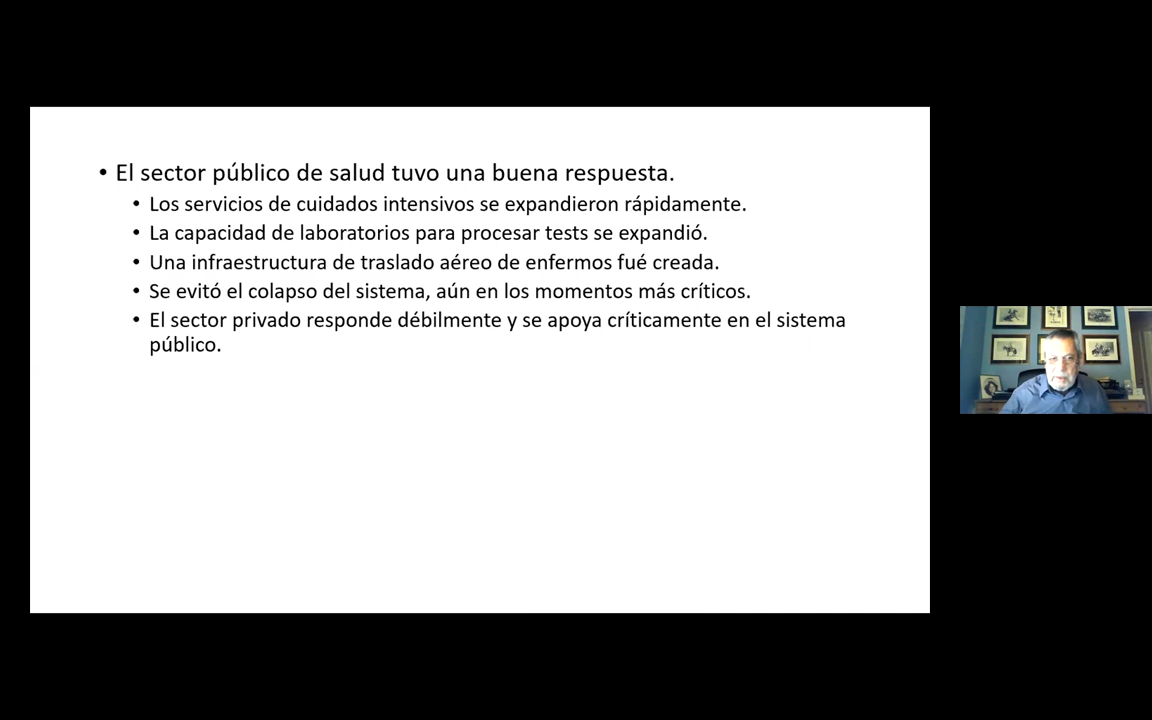 • El sector público de salud tuvo una buena respuesta.
• Los servicios de cuidados intensivos se expandieron rápidamente.
• La capacidad de laboratorios para procesar tests se expandió.
• Una infraestructura de traslado aéreo de enfermos fué creada.
• Se evitó el colapso del sistema, aún en los momentos más críticos.
• El sector privado responde débilmente y se apoya críticamente en el sistema
público.